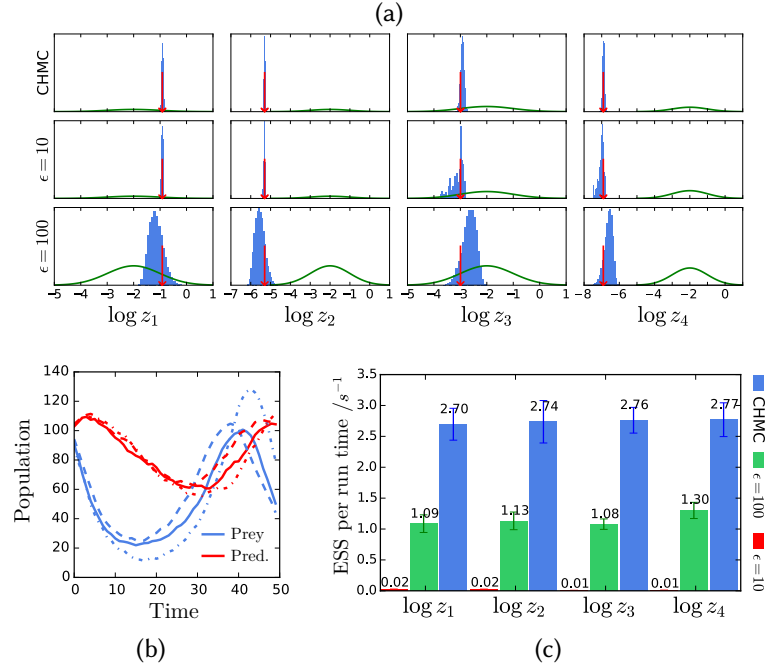 (a)
CHMC
ϵ = 10
ϵ = 100
−5 −4 −3 −2 −1 0 1
−7 −6 −5 −4 −3 −2 −1 0 1
−5 −4 −3 −2 −1 0 1
−8 −6 −4 −2 0
log z1
log z2
log z3
log z4
Population
140
120
100
80
60
40
20
0
0 10 20 30 40 50
Time
Prey
Pred.
(b)
ESS per run time /s−1
3.5
3.0
2.5
2.0
1.5
1.0
0.5
0.0
0.02 1.09 2.70
0.02 1.13 2.74
0.01 1.08 2.76
0.01 1.30 2.77
log z1 log z2 log z3 log z4
CHMC
ϵ=100
ϵ=10
(c)